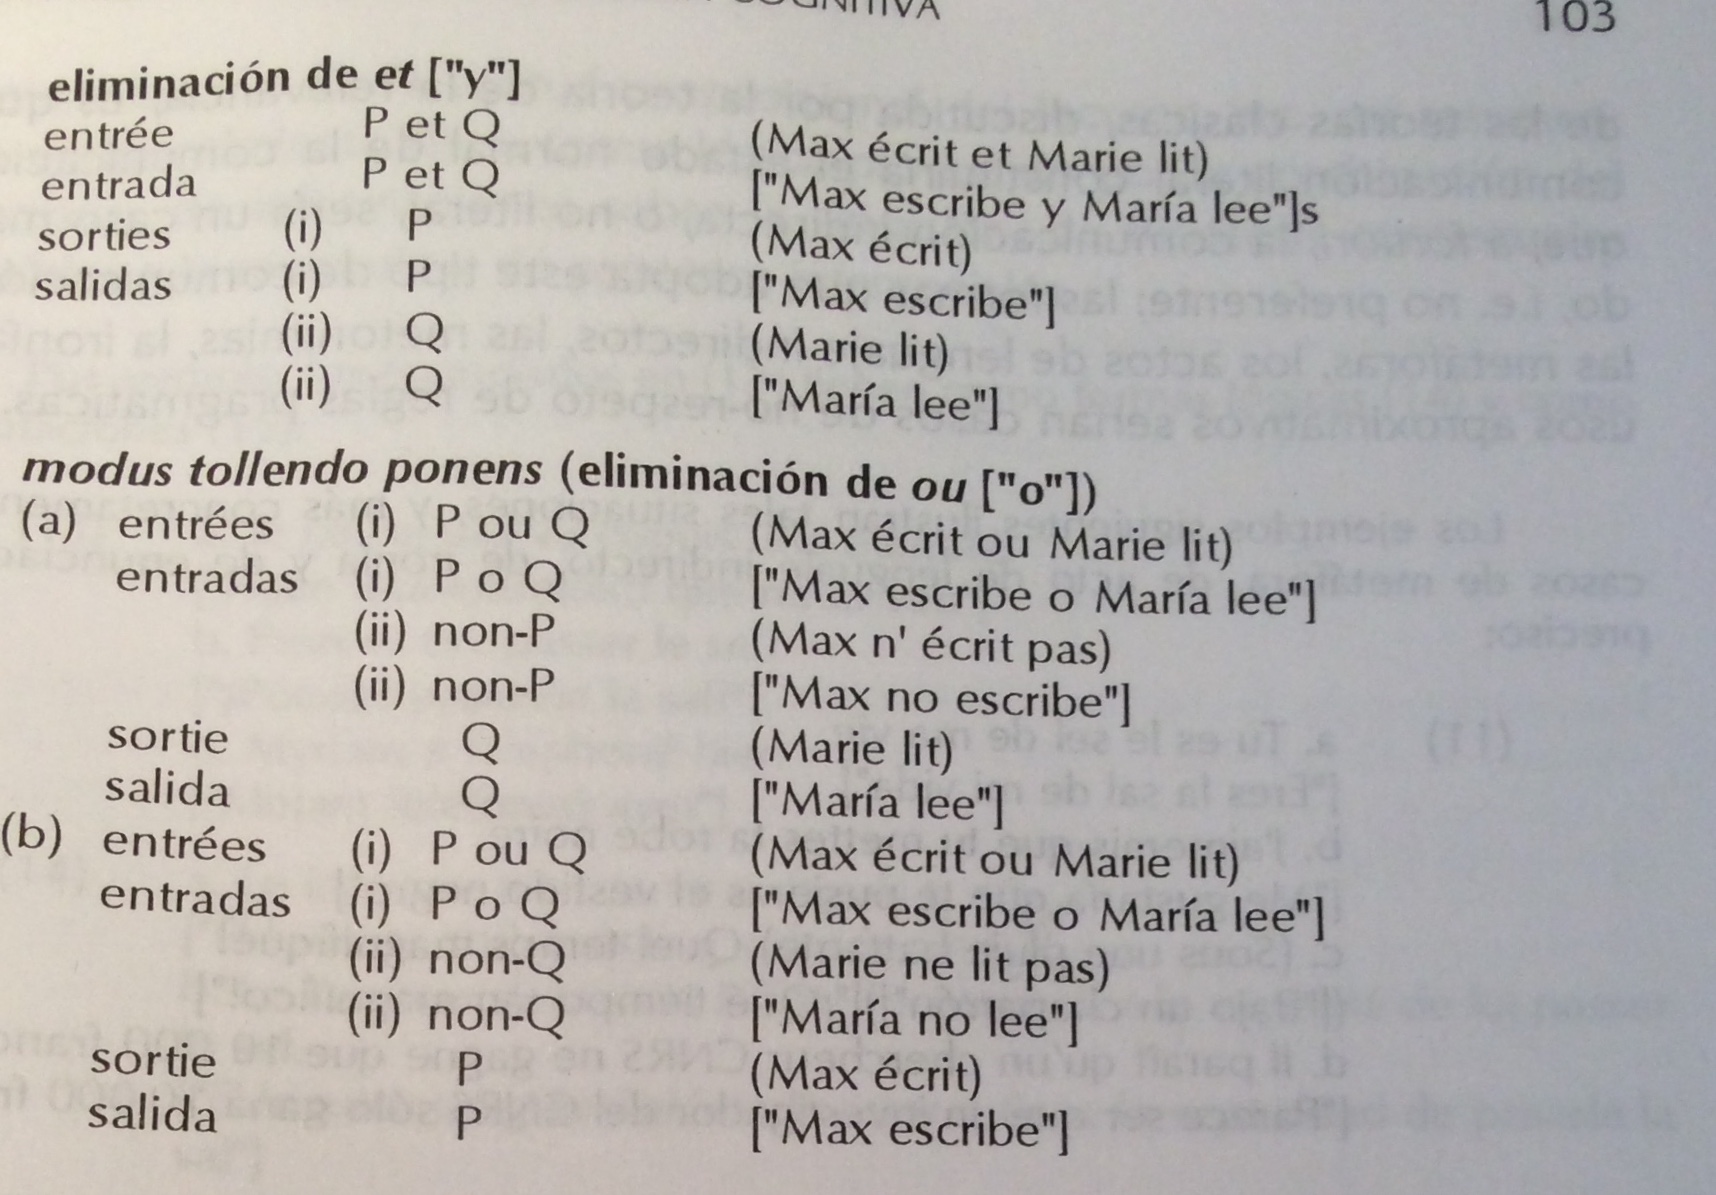 COGNITIVA 103
eliminación de et ["y"]
entrée P et Q (Max écrit et Marie lit)
entrada P et Q ["Max escribe y María lee"]s
sorties (i) P (Max écrit)
salidas (i) P ["Max escribe"]
(ii) Q (Marie lit)
(ii) Q ["María lee"]
modus tollendo ponens (eliminación de ou ["o"])
(a) entrées (i) P ou Q (Max écrit ou Marie lit)
entradas (i) P o Q ["Max escribe o María lee"]
(ii) non-P (Max n' écrit pas)
(ii) non-P ["Max no escribe"]
sortie Q (Marie lit)
salida Q ["María lee"]
(b) entrées (i) P ou Q (Max écrit ou Marie lit)
entradas (i) P o Q ["Max escribe o María lee"]
(ii) non-Q (Marie ne lit pas)
(ii) non-Q ["María no lee"]
sortie P (Max écrit)
salida P ["Max escribe"]